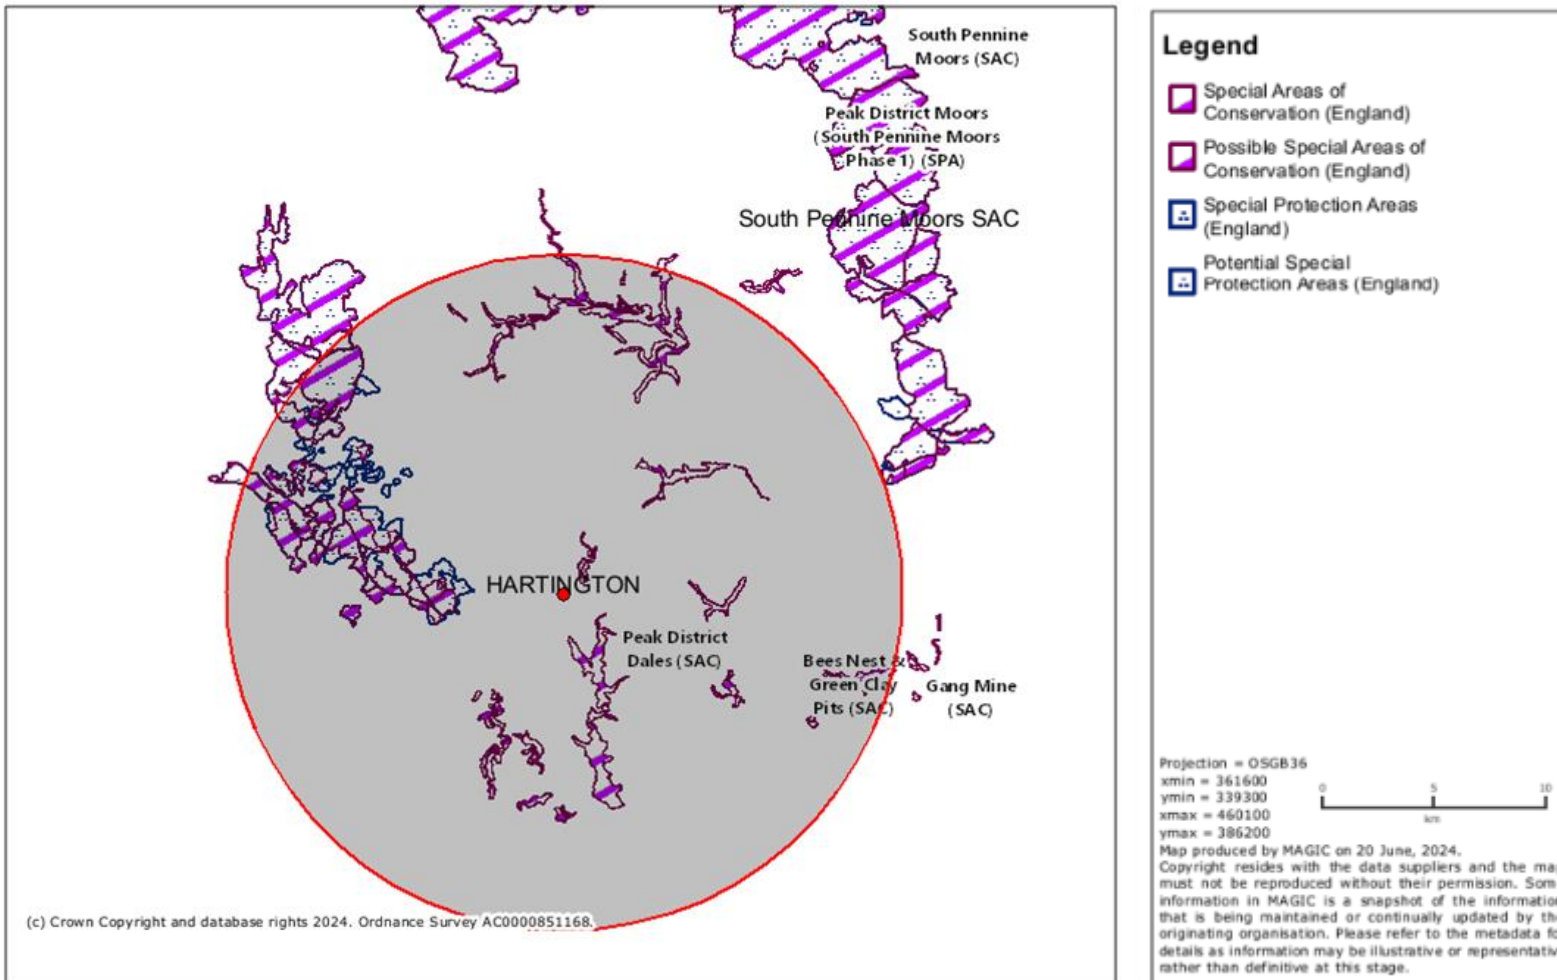 South Pennine
Moors (SAC)
Peak District Moors
(South Pennine Moors
Phase 1) (SPA)
South Pennine Moors SAC
HARTINGTON
Peak District
Dales (SAC)
Bees Nest &
Green Clay
Pits (SAC)
Gang Mine
(SAC)
(c) Crown Copyright and database rights 2024. Ordnance Survey AC0000851168.
Legend
Special Areas of
Conservation (England)
Possible Special Areas of
Conservation (England)
Special Protection Areas
(England)
Potential Special
Protection Areas (England)
Projection = OSGB36
xmin = 361600
ymin = 339300
xmax = 460100
ymax = 386200
0 5 10
km
Map produced by MAGIC on 20 June, 2024.
Copyright resides with the data suppliers and the map
must not be reproduced without their permission. Som
information in MAGIC is a snapshot of the information
that is being maintained or continually updated by the
originating organisation. Please refer to the metadata fo
details as information may be illustrative or representativ
rather than definitive at this stage.